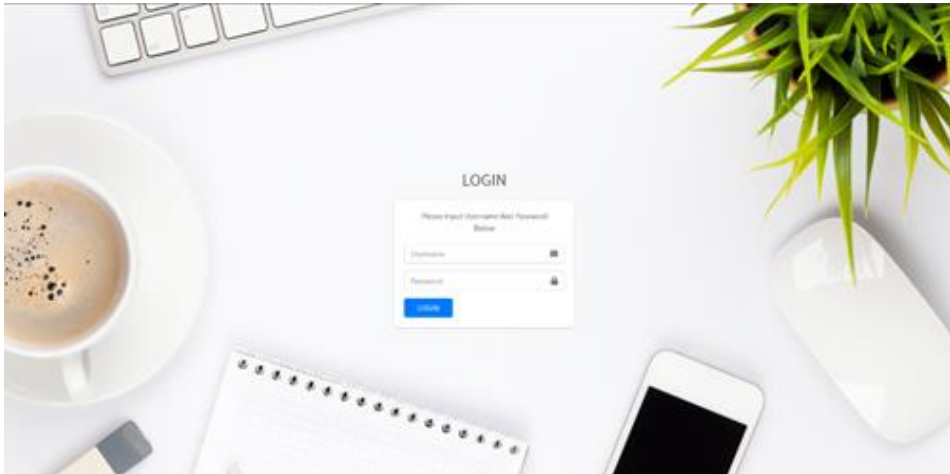 LOGIN
Please Input Username And Password
Below
Username
Password
LOGIN